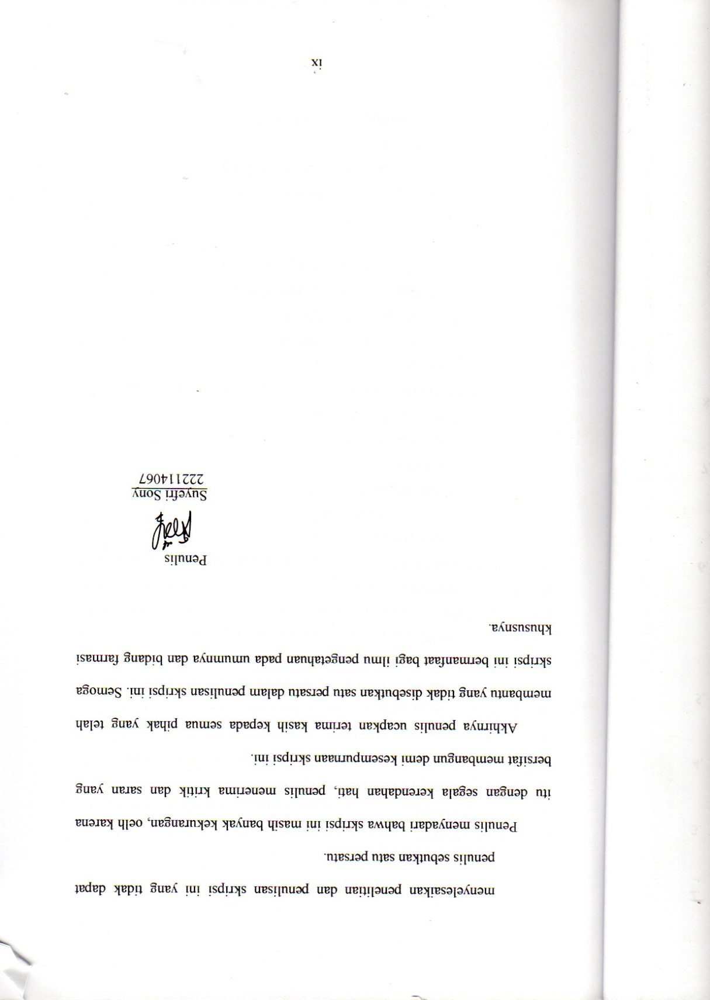 menyelesaikan penelitian dan penulisan skripsi ini yang tidak dapat
penulis sebutkan satu persatu.
Penulis menyadari bahwa skripsi ini masih banyak kekurangan, oelh karena
itu dengan segala kerendahan hati, penulis menerima kritik dan saran yang
bersifat membangun demi kesempurnaan skripsi ini.
Akhirnya penulis ucapkan terima kasih kepada semua pihak yang telah
membantu yang tidak disebutkan satu persatu dalam penulisan skripsi ini. Semoga
skripsi ini bermanfaat bagi ilmu pengetahuan pada umumnya dan bidang farmasi
khususnya.
Penulis
Suyefri Sony
222114067
ix